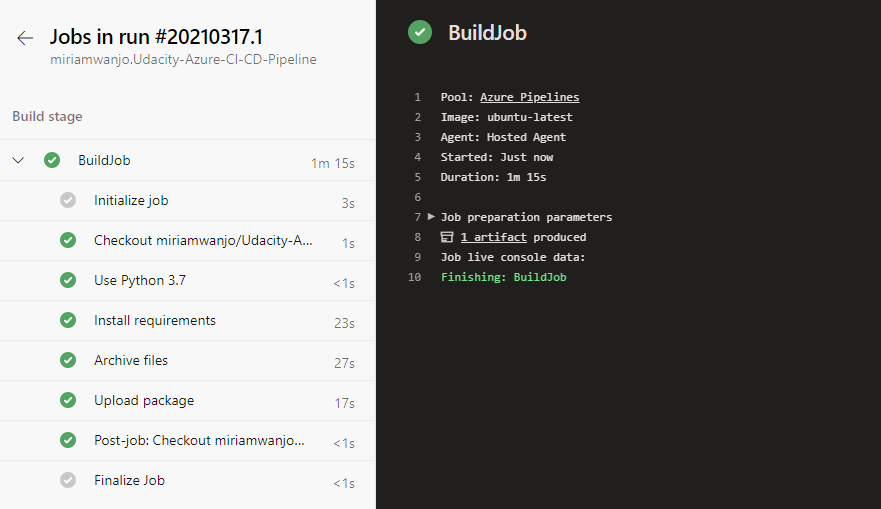 Jobs in run #20210317.1
miriamwanjo.Udacity-Azure-CI-CD-Pipeline
Build stage
BuildJob 1m 15s
Initialize job 3s
Checkout miriamwanjo/Udacity-A... 1s
Use Python 3.7 <1s
Install requirements 23s
Archive files 27s
Upload package 17s
Post-job: Checkout miriamwanjo... <1s
Finalize Job <1s
BuildJob
1 Pool: Azure Pipelines
2 Image: ubuntu-latest
3 Agent: Hosted Agent
4 Started: Just now
5 Duration: 1m 15s
6
7 Job preparation parameters
8 1 artifact produced
9 Job live console data:
10 Finishing: BuildJob